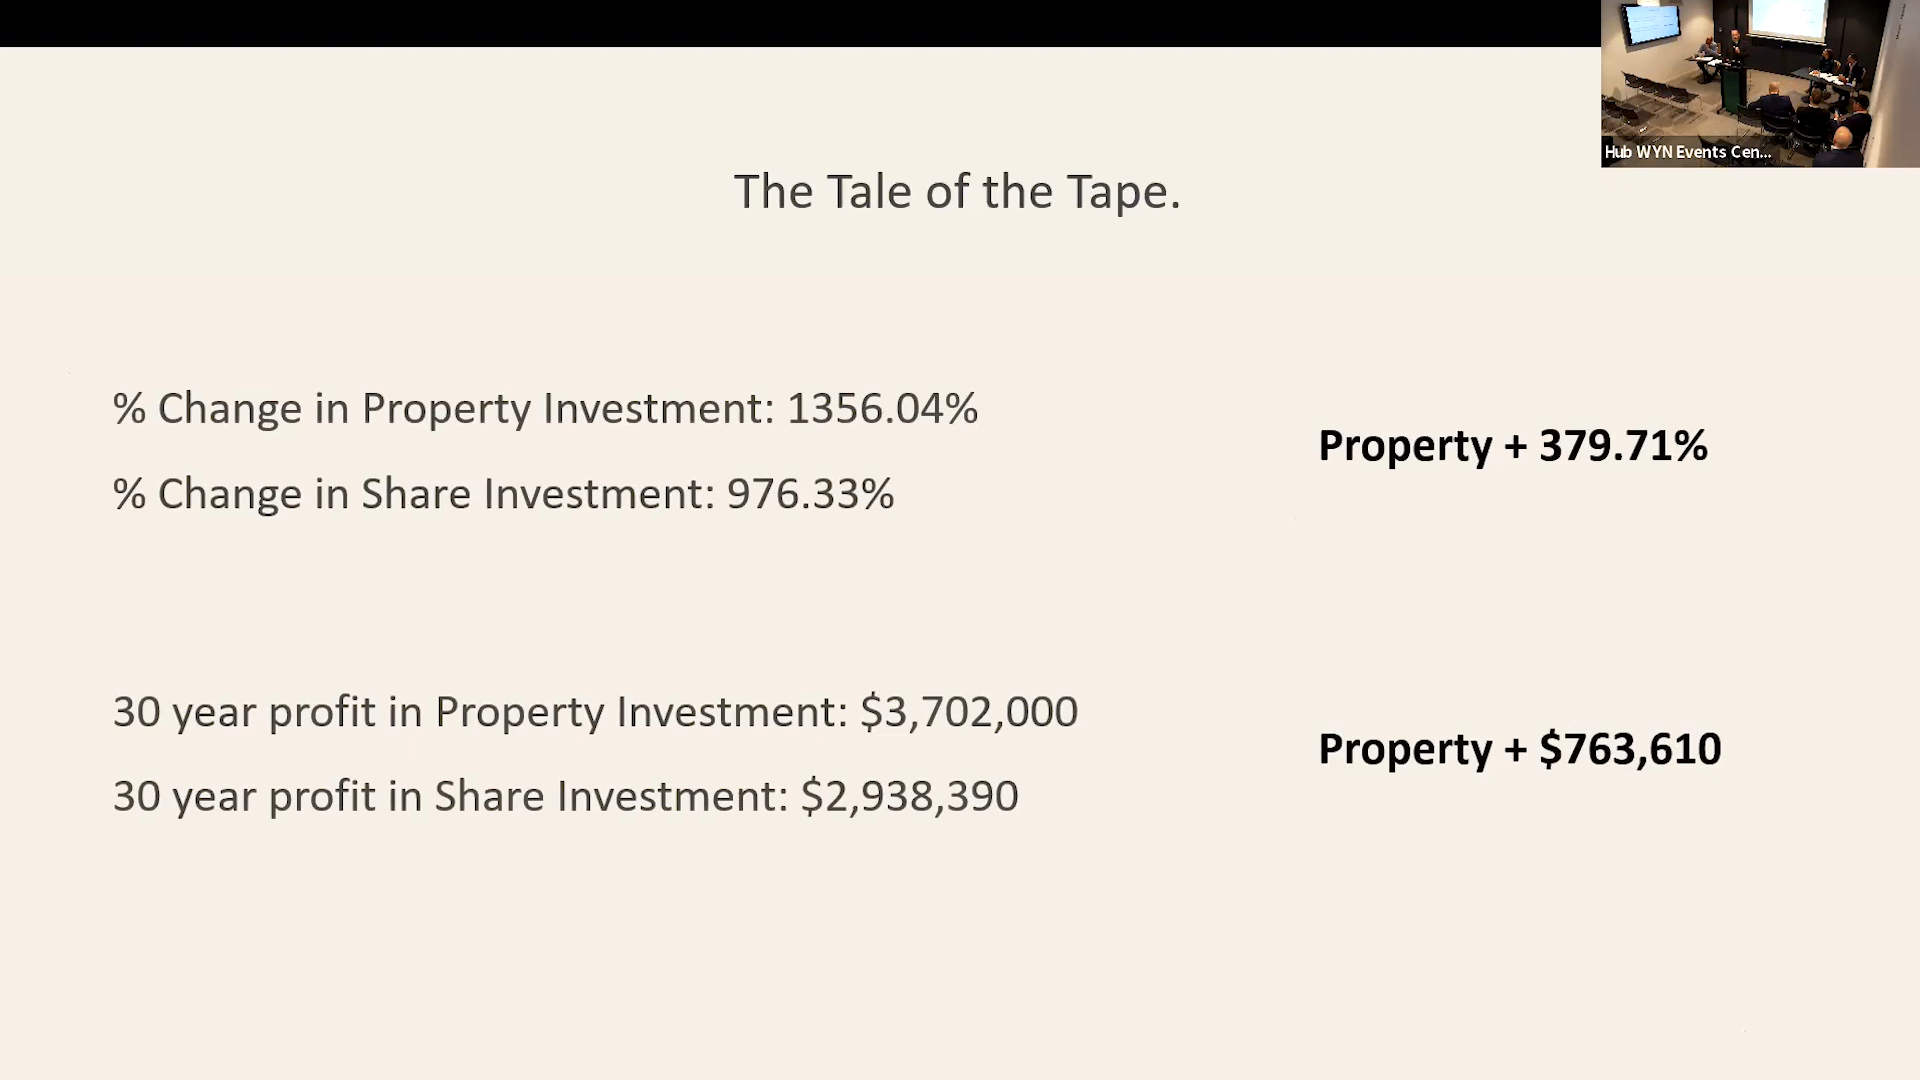 Hub WYN Events Cen...
The Tale of the Tape.
% Change in Property Investment: 1356.04%
% Change in Share Investment: 976.33%
Property + 379.71%
30 year profit in Property Investment: $3,702,000
30 year profit in Share Investment: $2,938,390
Property + $763,610